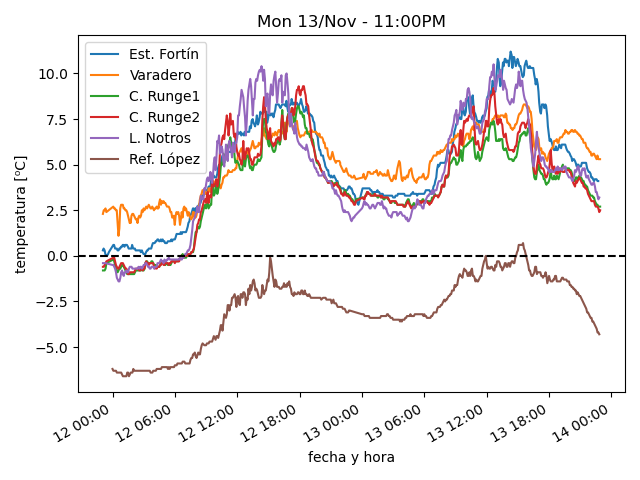 Mon 13/Nov - 11:00PM
Est. Fortín
Varadero
C. Runge1
C. Runge2
L. Notros
Ref. López
temperatura [ºC]
10.0
7.5
5.0
2.5
0.0
−2.5
−5.0
12 00:00
12 06:00
12 12:00
12 18:00
13 00:00
13 06:00
13 12:00
13 18:00
14 00:00
fecha y hora